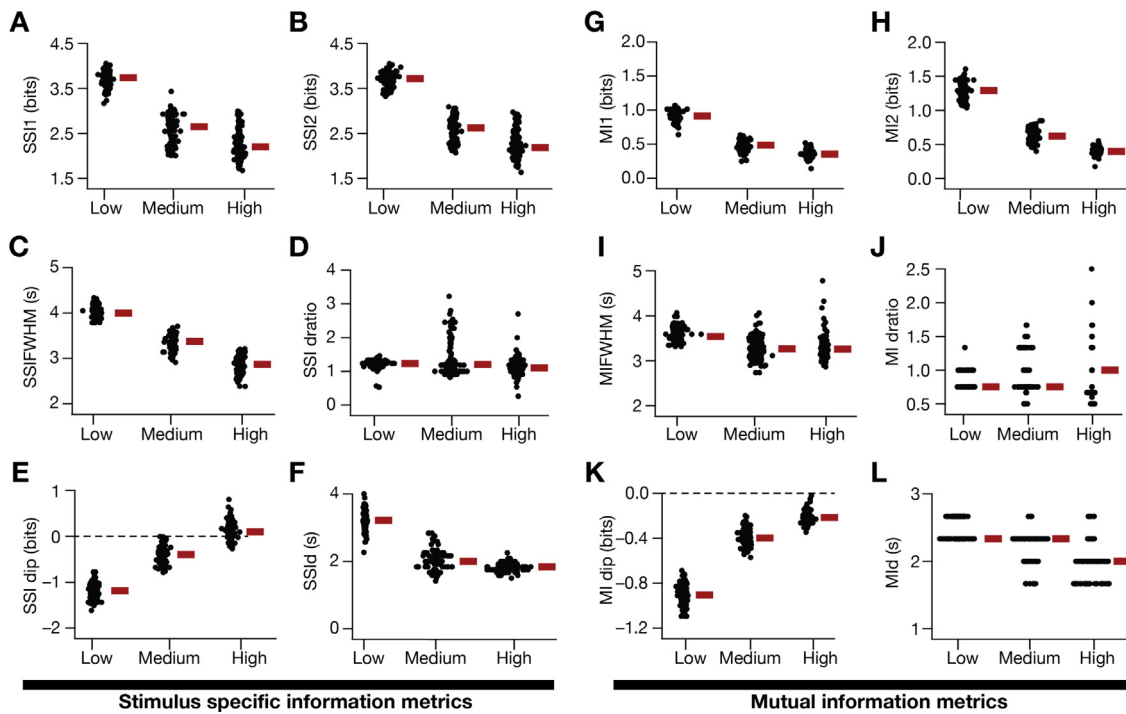 A
SSI1 (bits)
4.5
3.5
2.5
1.5
Low Medium High
B
SSI2 (bits)
4.5
3.5
2.5
1.5
Low Medium High
G
MI1 (bits)
2.0
1.5
1.0
0.5
0.0
Low Medium High
H
MI2 (bits)
2.0
1.5
1.0
0.5
0.0
Low Medium High
C
SSIFWHM (s)
5
4
3
2
Low Medium High
D
SSI dratio
4
3
2
1
0
Low Medium High
I
MIFWHM (s)
5
4
3
2
Low Medium High
J
MI dratio
2.5
2.0
1.5
1.0
0.5
Low Medium High
E
SSI dip (bits)
1
0
−1
−2
Low Medium High
F
SSId (s)
4
2
0
Low Medium High
K
MI dip (bits)
0.0
−0.4
−0.8
−1.2
Low Medium High
L
MId (s)
3
2
1
Low Medium High
Stimulus specific information metrics
Mutual information metrics